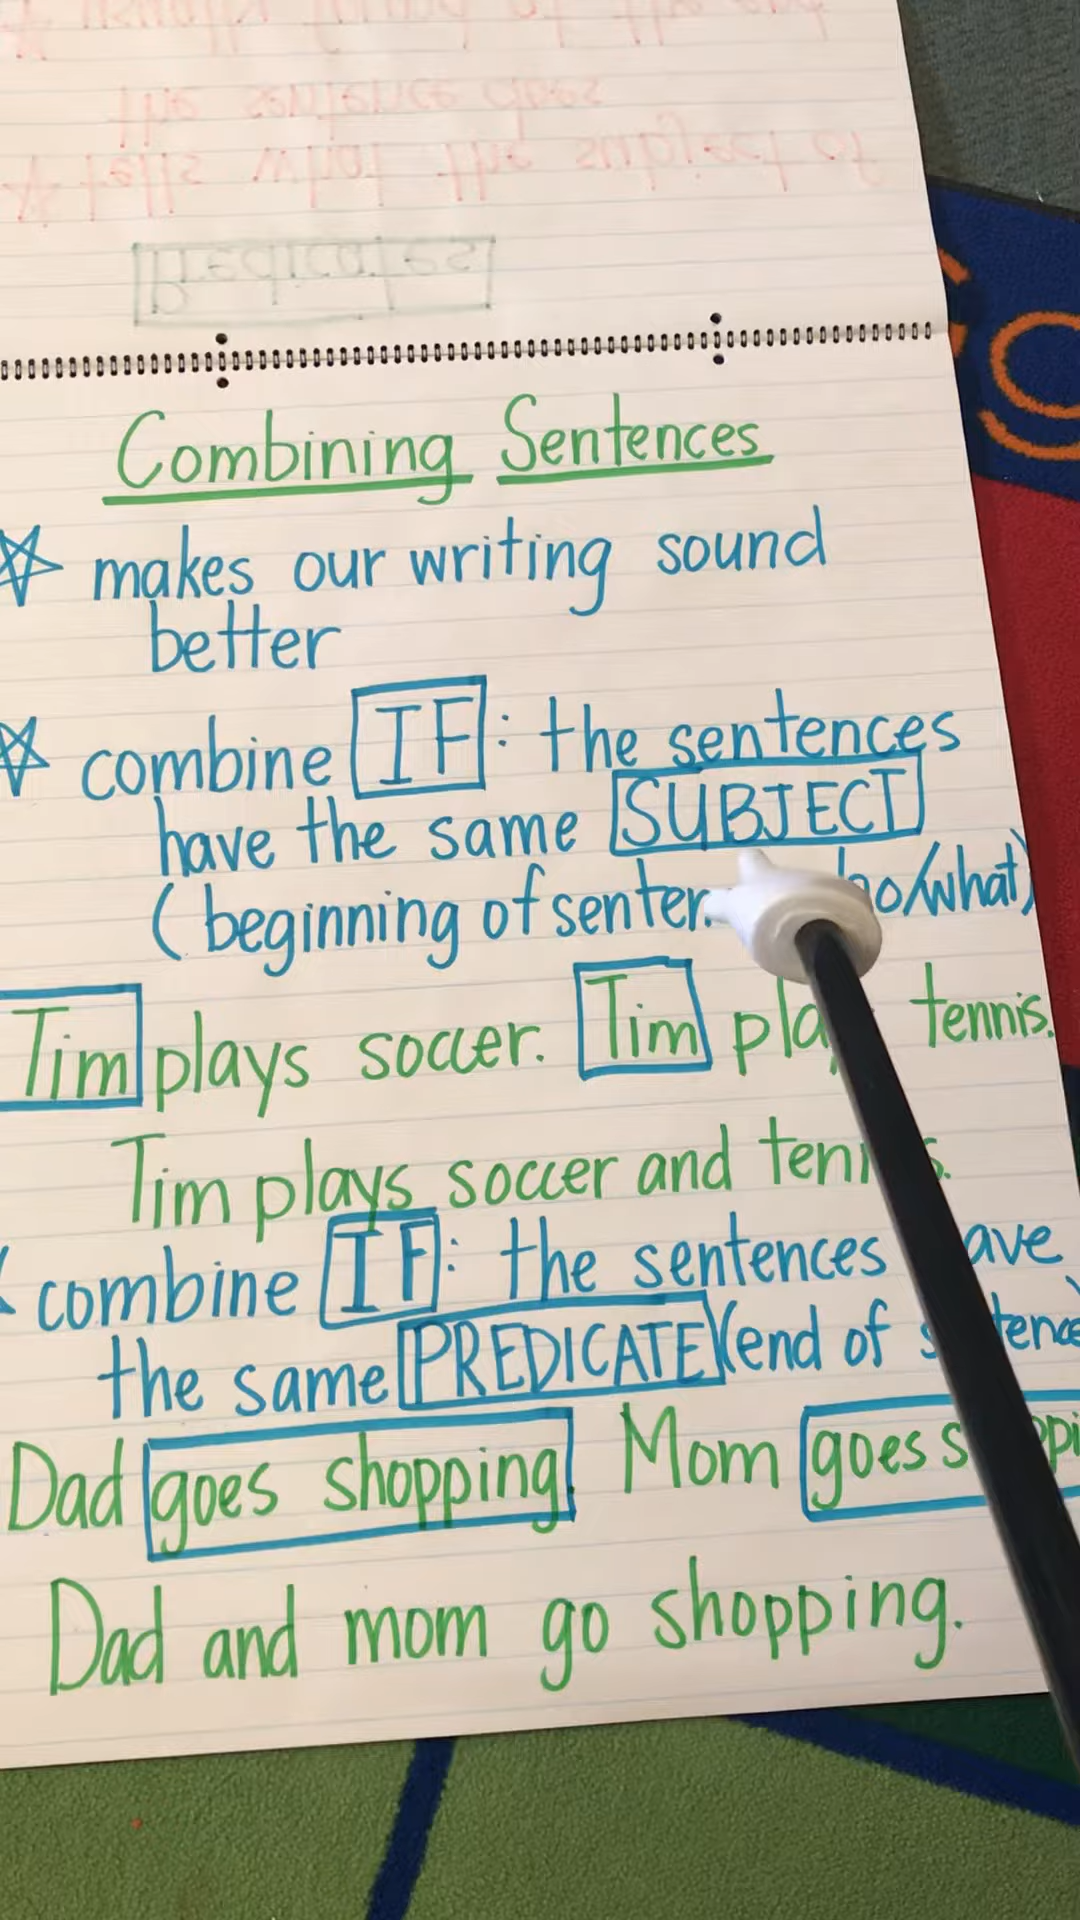 Combining Sentences
makes our writing sound
better
combine IF: the sentences
have the same SUBJECT
(beginning of
Tim plays soccer. Tim tennis.
Tim plays soccer and
combine IF: the sentences
the same PREDICATE (end of
Dad goes shopping. Mom goes
Dad and mom go shopping.